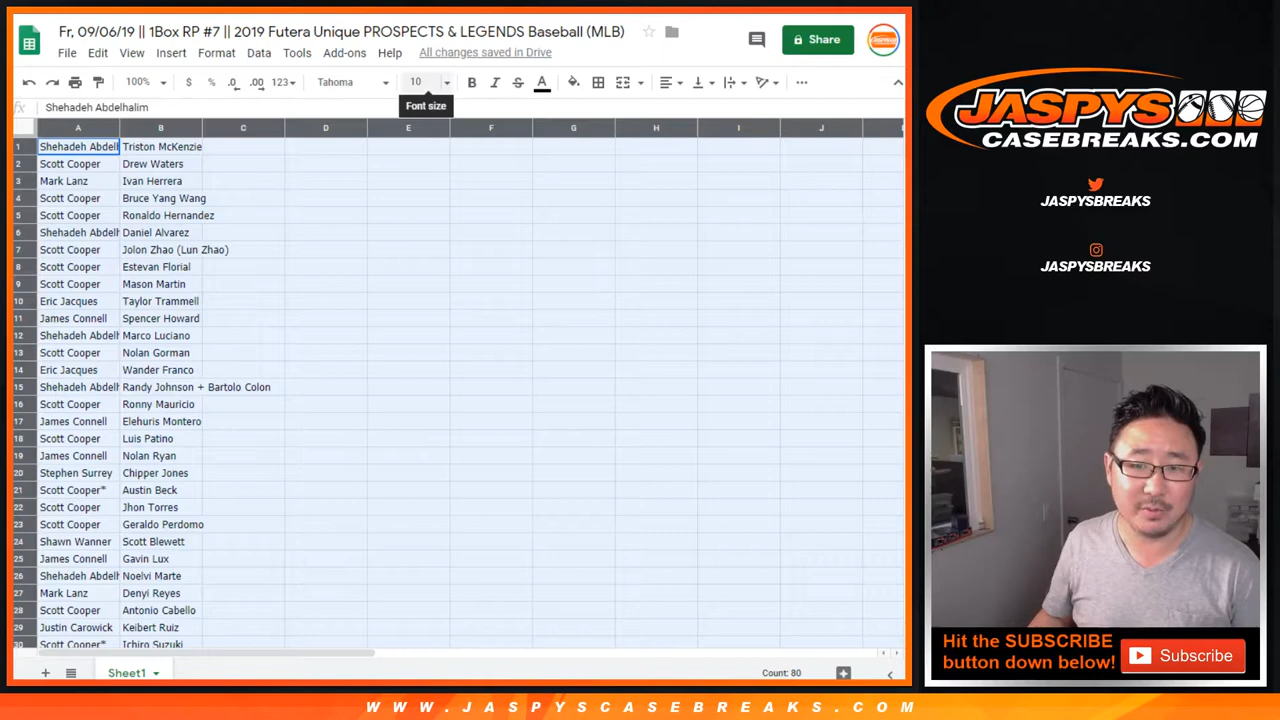 Fr, 09/06/19 || 1Box RP #7 || 2019 Futera Unique PROSPECTS & LEGENDS Baseball (MLB)
File Edit View Insert Format Data Tools Add-ons Help All changes saved in Drive
Share
100% $ % .0 .00 123 Tahoma 10 B I S A
Font size
fx Shehadeh Abdelhalim
A B C D E F G H I J
1 Shehadeh Abdell Triston McKenzie
2 Scott Cooper Drew Waters
3 Mark Lanz Ivan Herrera
4 Scott Cooper Bruce Yang Wang
5 Scott Cooper Ronaldo Hernandez
6 Shehadeh Abdelh Daniel Alvarez
7 Scott Cooper Jolon Zhao (Lun Zhao)
8 Scott Cooper Estevan Florial
9 Scott Cooper Mason Martin
10 Eric Jacques Taylor Trammell
11 James Connell Spencer Howard
12 Shehadeh Abdelh Marco Luciano
13 Scott Cooper Nolan Gorman
14 Eric Jacques Wander Franco
15 Shehadeh Abdelh Randy Johnson + Bartolo Colon
16 Scott Cooper Ronny Mauricio
17 James Connell Elehuris Montero
18 Scott Cooper Luis Patino
19 James Connell Nolan Ryan
20 Stephen Surrey Chipper Jones
21 Scott Cooper* Austin Beck
22 Scott Cooper Jhon Torres
23 Scott Cooper Geraldo Perdomo
24 Shawn Wanner Scott Blewett
25 James Connell Gavin Lux
26 Shehadeh Abdelh Noelvi Marte
27 Mark Lanz Denyi Reyes
28 Scott Cooper Antonio Cabello
29 Justin Carowick Keibert Ruiz
30 Scott Cooper* Ichiro Suzuki
Sheet1
Count: 80
JASPYS
CASEBREAKS.COM
JASPYSBREAKS
JASPYSBREAKS
Hit the SUBSCRIBE
button down below!
Subscribe
WWW.JASPYSCASEBREAKS.COM